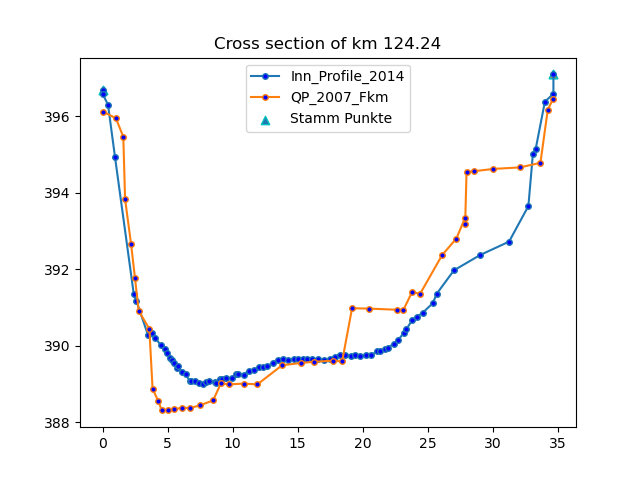 Cross section of km 124.24
Inn_Profile_2014
QP_2007_Fkm
Stamm Punkte
396
394
392
390
388
0 5 10 15 20 25 30 35